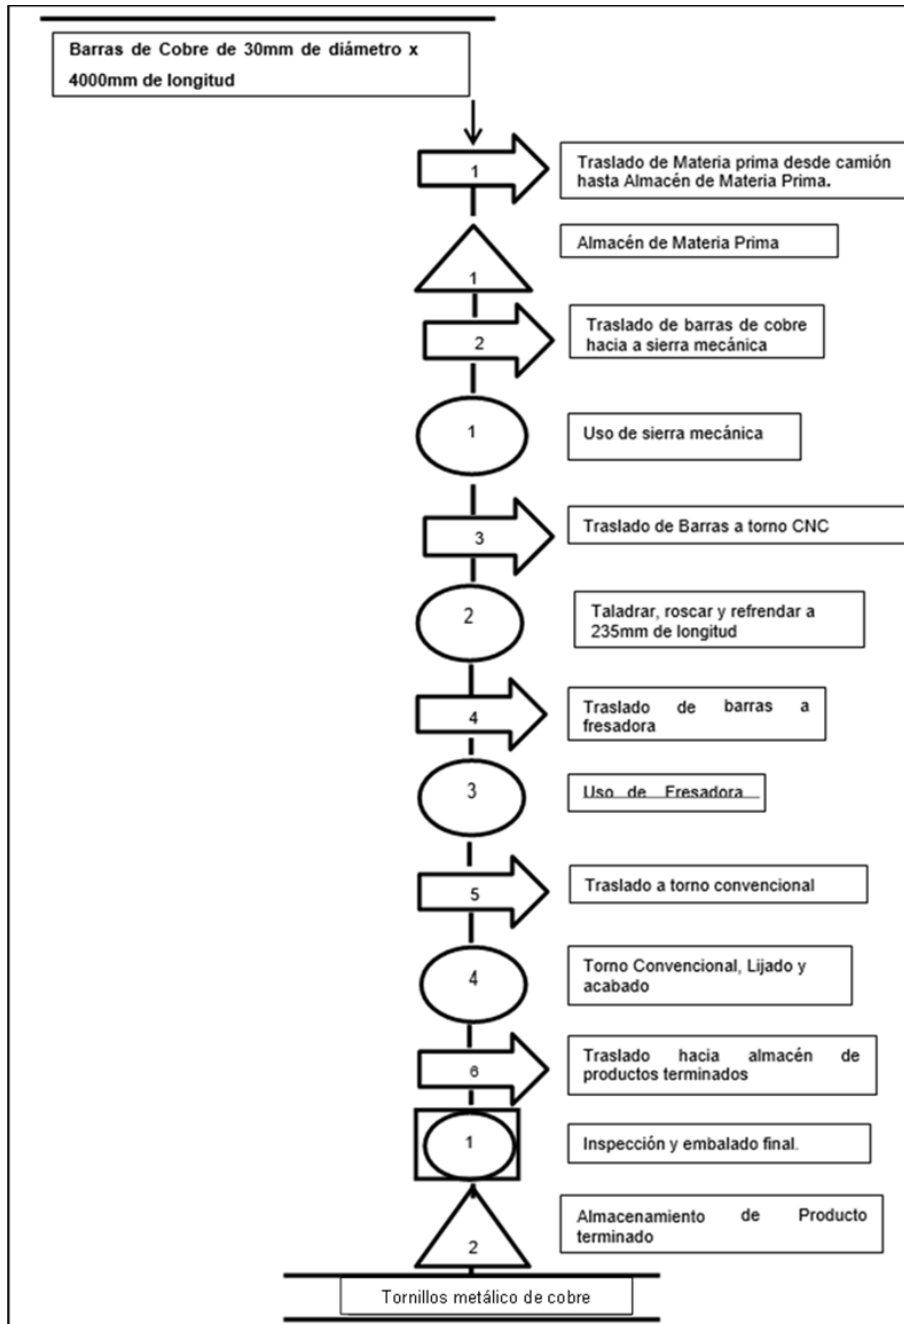 Barras de Cobre de 30mm de diámetro x
4000mm de longitud
1
Traslado de Materia prima desde camión
hasta Almacén de Materia Prima.
Almacén de Materia Prima
1
2
Traslado de barras de cobre
hacia a sierra mecánica
1
Uso de sierra mecánica
3
Traslado de Barras a torno CNC
2
Taladrar, roscar y refrendar a
235mm de longitud
4
Traslado de barras a
fresadora
3
Uso de Fresadora
5
Traslado a torno convencional
4
Torno Convencional, Lijado y
acabado
6
Traslado hacia almacén de
productos terminados
1
Inspección y embalado final.
2
Almacenamiento de Producto
terminado
Tornillos metálico de cobre